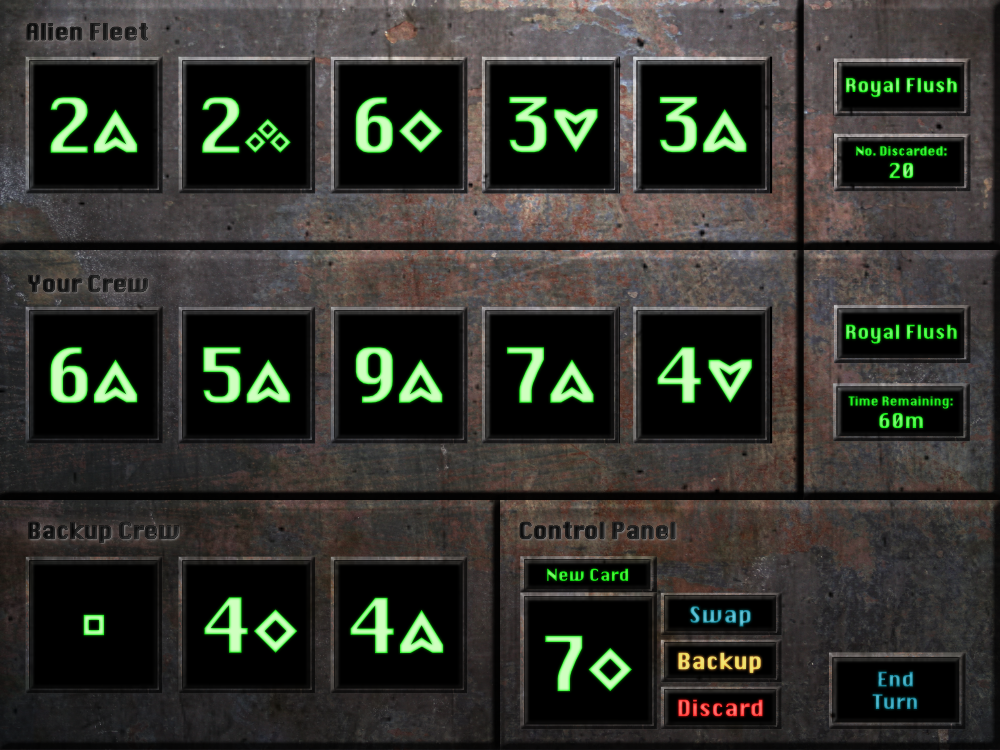 Alien Fleet
2 2 6 3 3
Royal Flush
No. Discarded:
20
Your Crew
6 5 9 7 4
Royal Flush
Time Remaining:
60m
Backup Crew
4 4
Control Panel
New Card
7
Swap
Backup
Discard
End
Turn